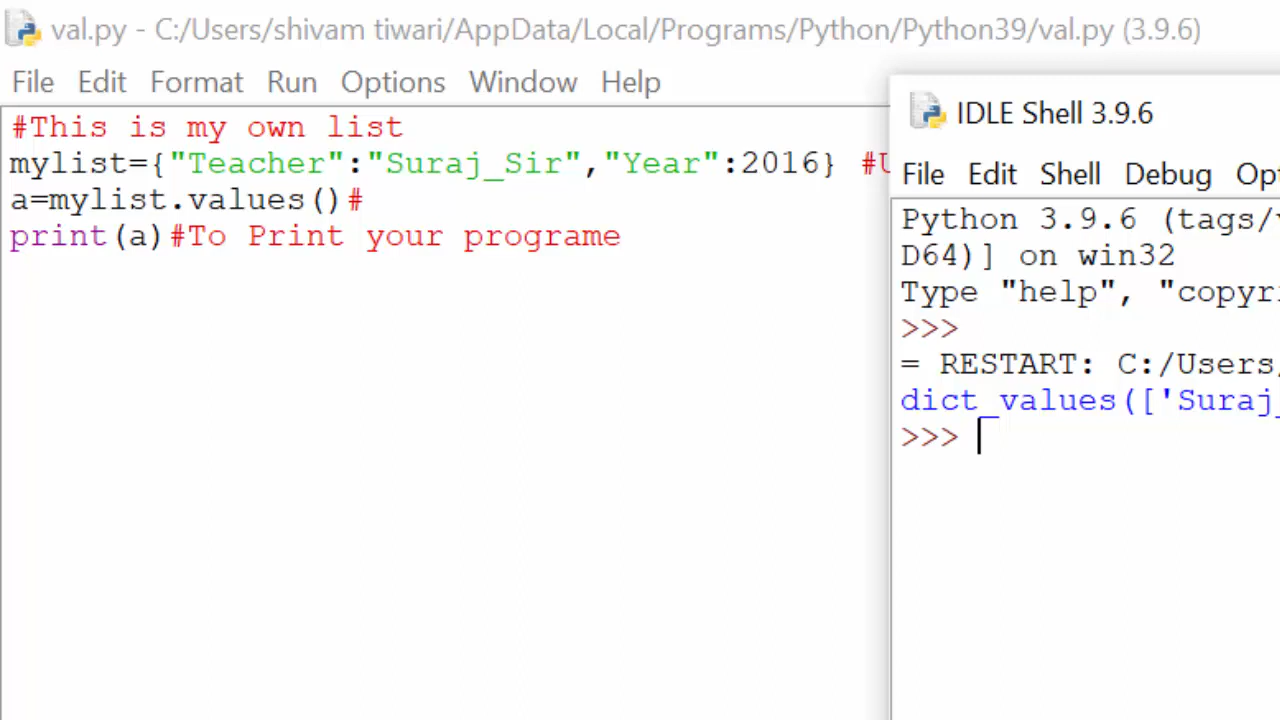 val.py - C:/Users/shivam tiwari/AppData/Local/Programs/Python/Python39/val.py (3.9.6)
File Edit Format Run Options Window Help
#This is my own list
mylist={"Teacher":"Suraj_Sir","Year":2016} #U
a=mylist.values()#
print(a)#To Print your programe
IDLE Shell 3.9.6
File Edit Shell Debug Opt
Python 3.9.6 (tags/
D64)] on win32
Type "help", "copyri
>>>
= RESTART: C:/Users/
dict_values(['Suraj_
>>>